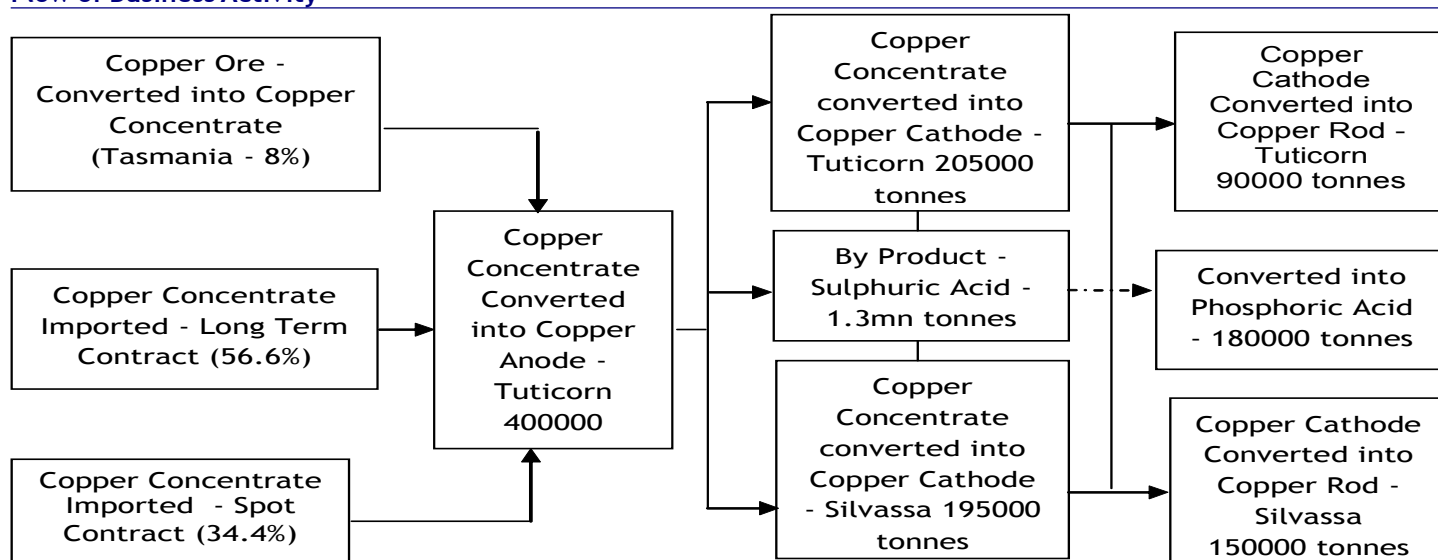 Flow of Business Activity
Copper Ore -
Converted into Copper
Concentrate
(Tasmania - 8%)
Copper Concentrate
Imported - Long Term
Contract (56.6%)
Copper Concentrate
Imported - Spot
Contract (34.4%)
Copper
Concentrate
Converted
into Copper
Anode -
Tuticorn
400000
Copper
Concentrate
converted into
Copper Cathode -
Tuticorn 205000
tonnes
By Product -
Sulphuric Acid -
1.3mn tonnes
Copper
Concentrate
converted into
Copper Cathode
- Silvassa 195000
tonnes
Copper
Cathode
Converted into
Copper Rod -
Tuticorn
90000 tonnes
Converted into
Phosphoric Acid
- 180000 tonnes
Copper Cathode
Converted into
Copper Rod -
Silvassa
150000 tonnes